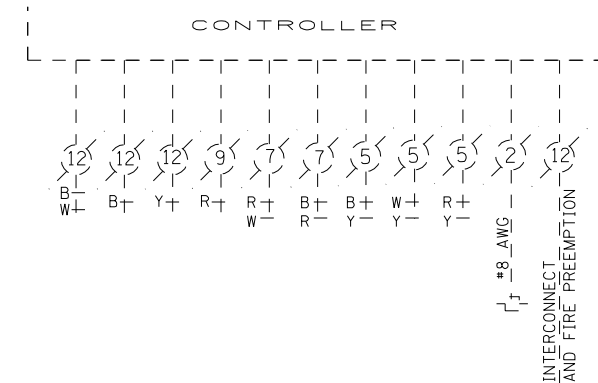 CONTROLLER
12 12 12 9 7 7 5 5 5 2 12
B B Y R R B B W R
W W R Y Y Y
#8 AWG
INTERCONNECT
AND FIRE PREEMPTION